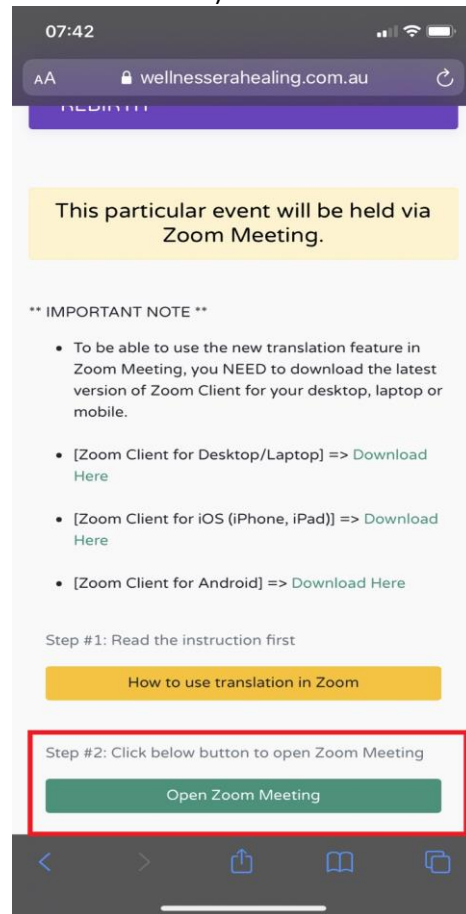 07:42
AA wellnesserahealing.com.au
REBIRTH
This particular event will be held via
Zoom Meeting.
** IMPORTANT NOTE **
• To be able to use the new translation feature in
Zoom Meeting, you NEED to download the latest
version of Zoom Client for your desktop, laptop or
mobile.
• [Zoom Client for Desktop/Laptop] => Download
Here
• [Zoom Client for iOS (iPhone, iPad)] => Download
Here
• [Zoom Client for Android] => Download Here
Step #1: Read the instruction first
How to use translation in Zoom
Step #2: Click below button to open Zoom Meeting
Open Zoom Meeting